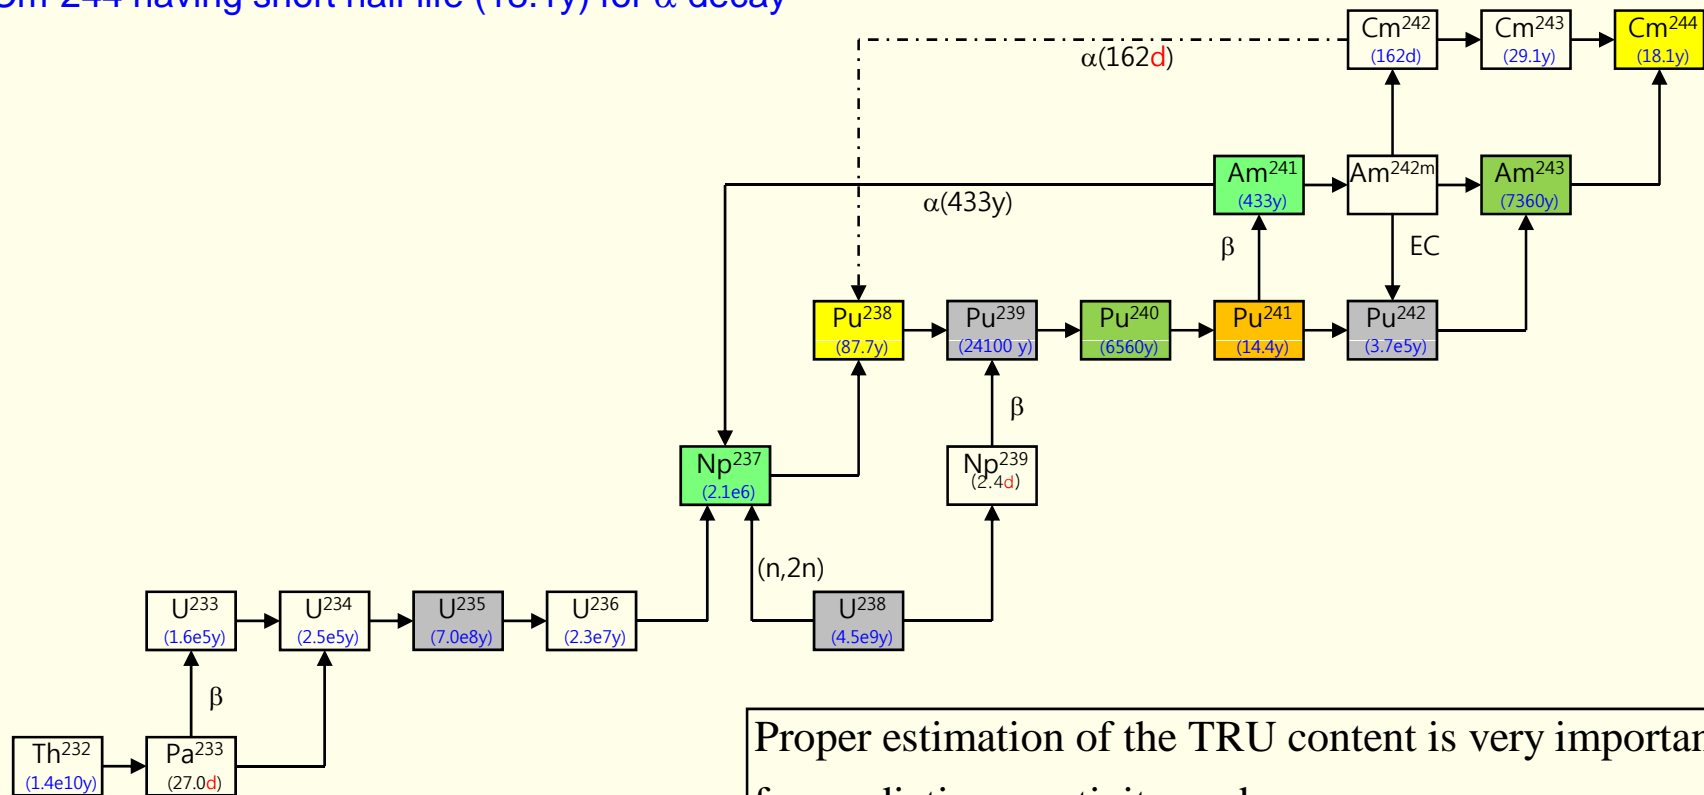 Cm-244 having short half life (18.1y) for α decay
Cm242
(162d)
Cm243
(29.1y)
Cm244
(18.1y)
α(162d)
Am241
(433y)
Am242m
Am243
(7360y)
α(433y)
β
EC
Pu238
(87.7y)
Pu239
(24100 y)
Pu240
(6560y)
Pu241
(14.4y)
Pu242
(3.7e5y)
β
Np237
(2.1e6)
Np239
(2.4d)
(n,2n)
U233
(1.6e5y)
U234
(2.5e5y)
U235
(7.0e8y)
U236
(2.3e7y)
U238
(4.5e9y)
β
Th232
(1.4e10y)
Pa233
(27.0d)
Proper estimation of the TRU content is very importan